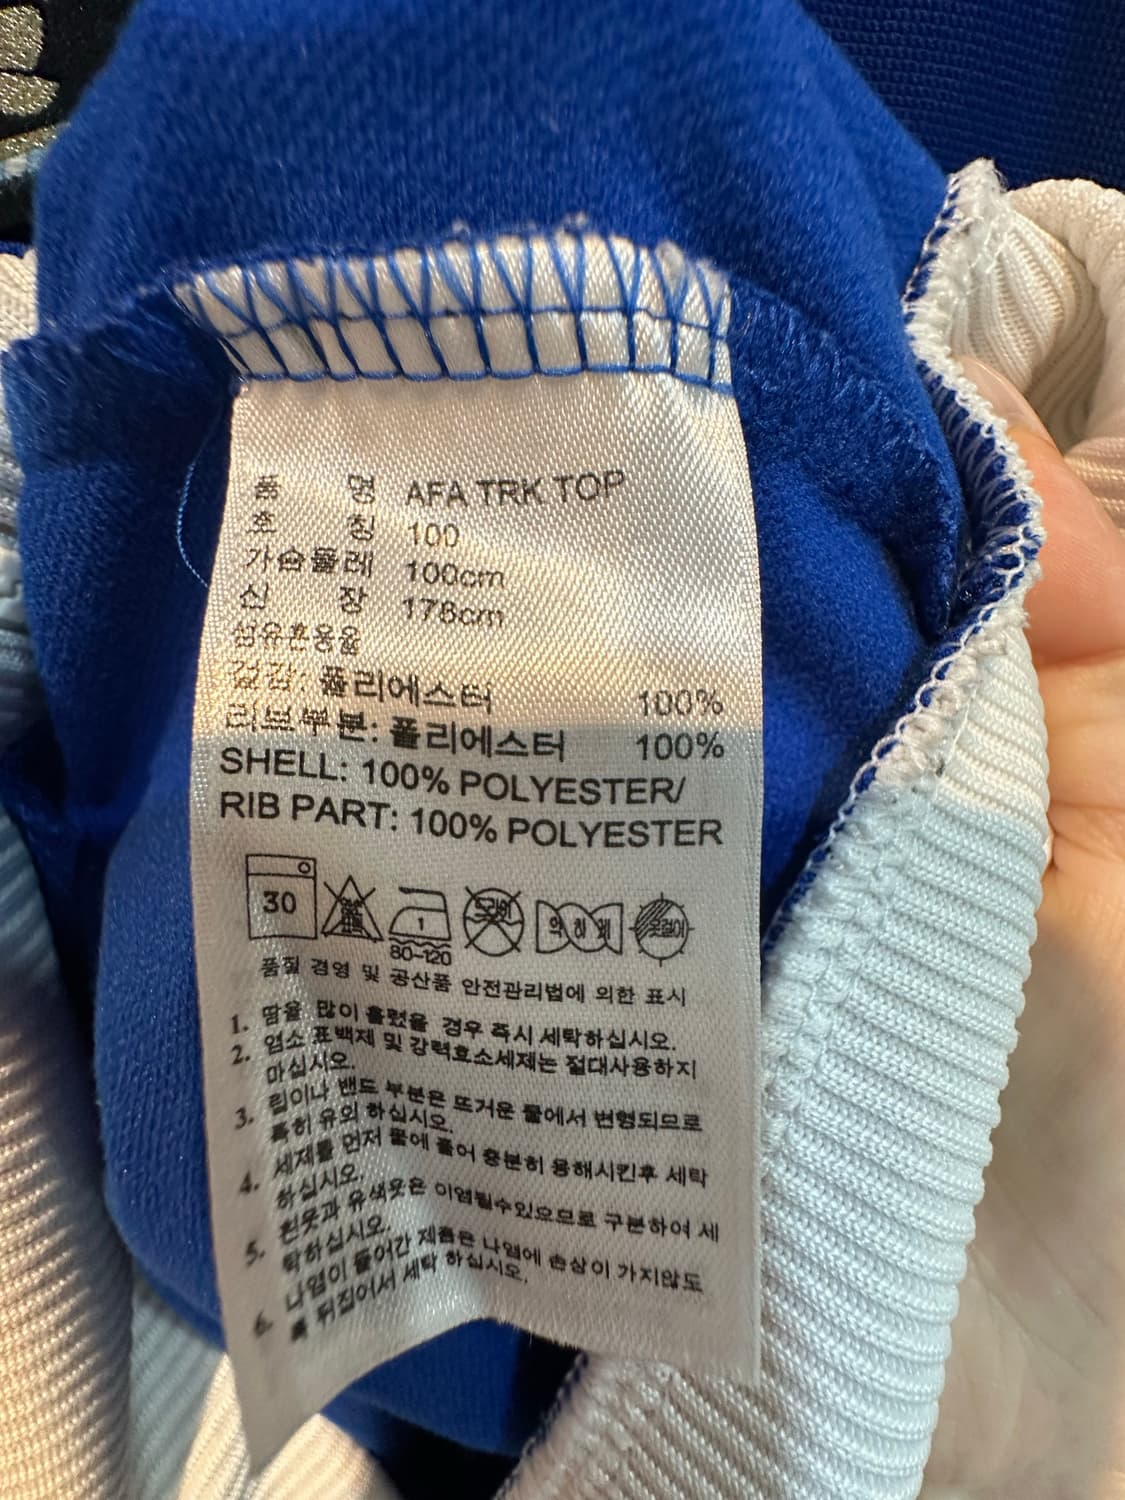 품 명 AFA TRK TOP
호 칭 100
가슴둘레 100cm
신 장 178cm
섬유혼용율
겉감: 폴리에스터 100%
리브부분: 폴리에스터 100%
SHELL: 100% POLYESTER/
RIB PART: 100% POLYESTER
30 염소표백 1 드라이 약하게 옷걸이
80-120
품질 경영 및 공산품 안전관리법에 의한 표시
1. 땀을 많이 흘렸을 경우 즉시 세탁하십시오.
2. 염소 표백제 및 강력효소세제는 절대사용하지
마십시오.
3. 립이나 밴드 부분은 뜨거운 물에서 변형되므로
특히 유의 하십시오.
4. 세제를 먼저 물에 풀어 충분히 용해시킨후 세탁
하십시오.
5. 흰옷과 유색옷은 이염될수있으므로 구분하여 세
탁하십시오.
6. 나염이 들어간 제품은 나염에 손상이 가지않도
록 뒤집어서 세탁 하십시오.